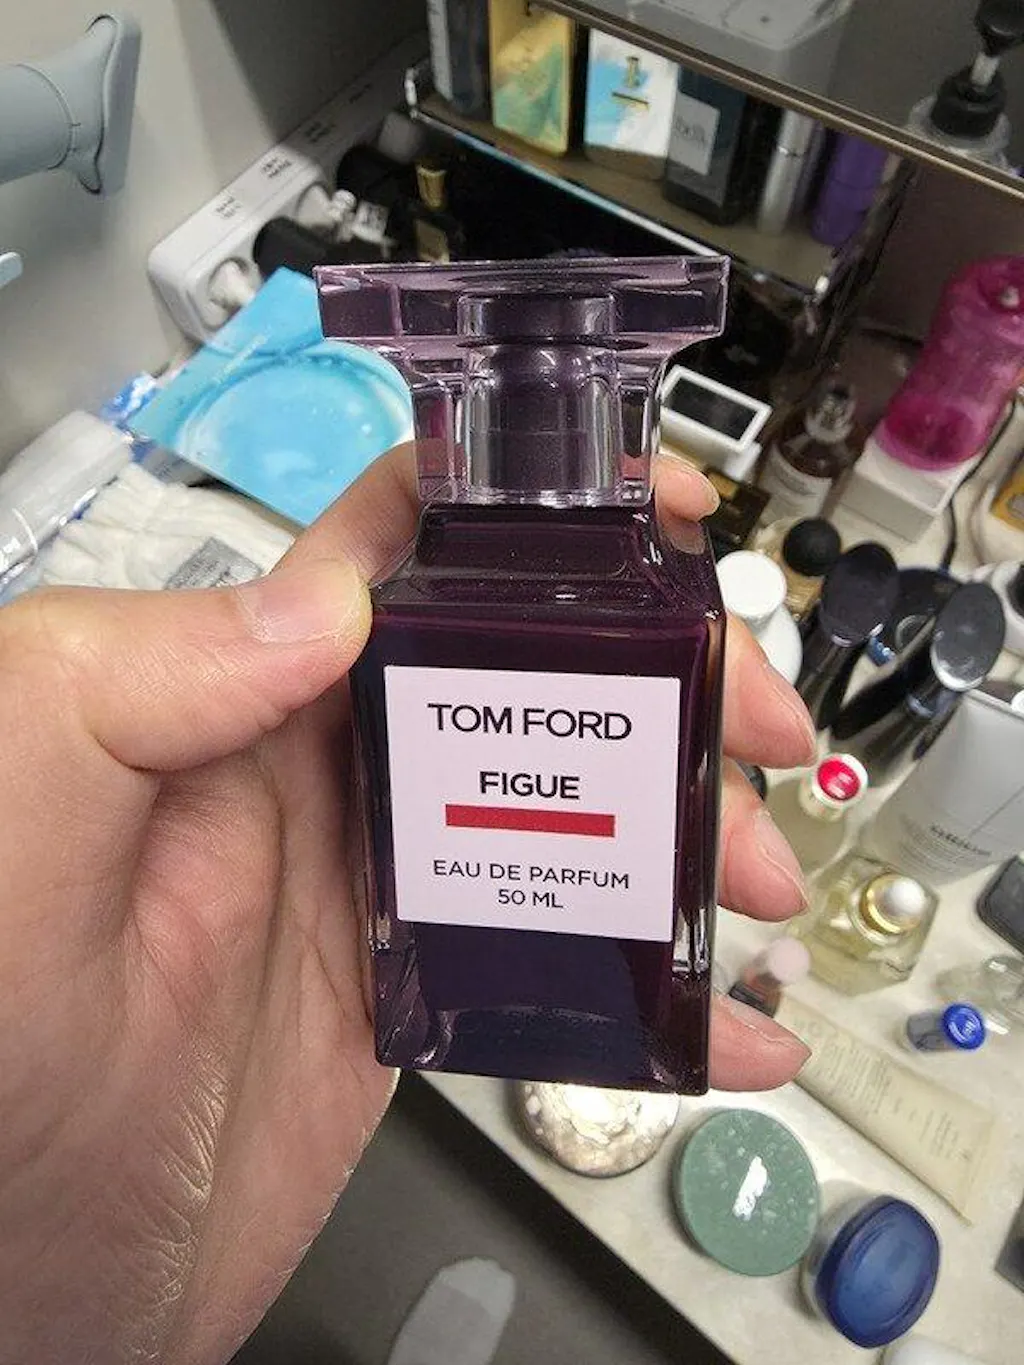 TOM FORD
FIGUE
EAU DE PARFUM
50 ML